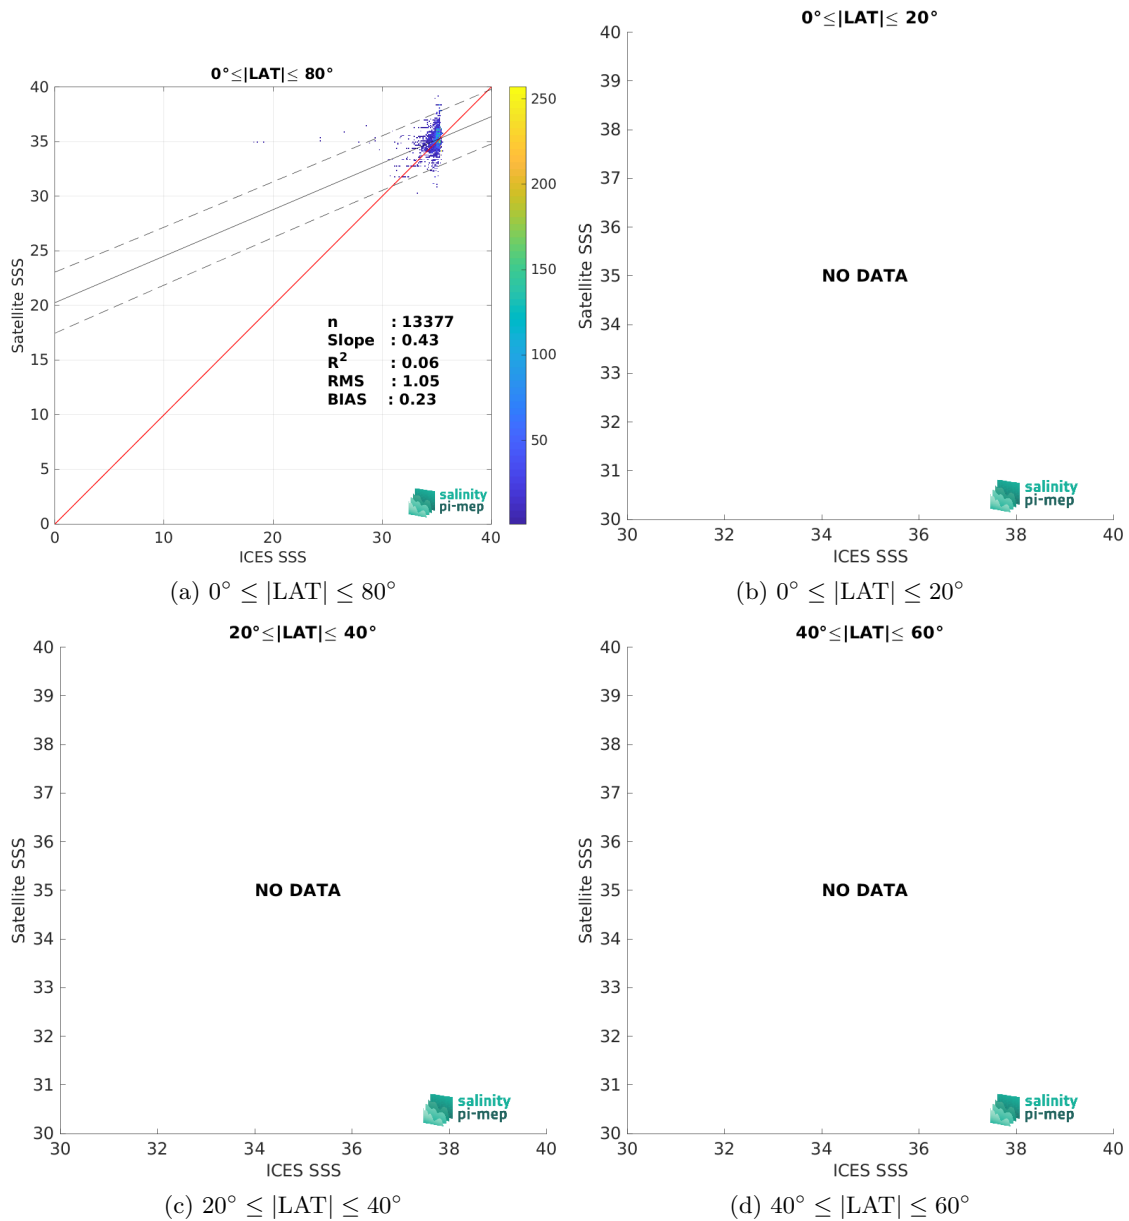 0°≤|LAT|≤ 80°
40
35
30
25
20
15
10
5
0
Satellite SSS
0
10
20
30
40
ICES SSS
250
200
150
100
50
n : 13377
Slope : 0.43
R² : 0.06
RMS : 1.05
BIAS : 0.23
salinity
pi-mep
(a) 0° ≤ |LAT| ≤ 80°
0°≤|LAT|≤ 20°
40
39
38
37
36
35
34
33
32
31
30
Satellite SSS
NO DATA
salinity
pi-mep
30
32
34
36
38
40
ICES SSS
(b) 0° ≤ |LAT| ≤ 20°
20°≤|LAT|≤ 40°
40
39
38
37
36
35
34
33
32
31
30
Satellite SSS
NO DATA
salinity
pi-mep
30
32
34
36
38
40
ICES SSS
(c) 20° ≤ |LAT| ≤ 40°
40°≤|LAT|≤ 60°
40
39
38
37
36
35
34
33
32
31
30
Satellite SSS
NO DATA
salinity
pi-mep
30
32
34
36
38
40
ICES SSS
(d) 40° ≤ |LAT| ≤ 60°